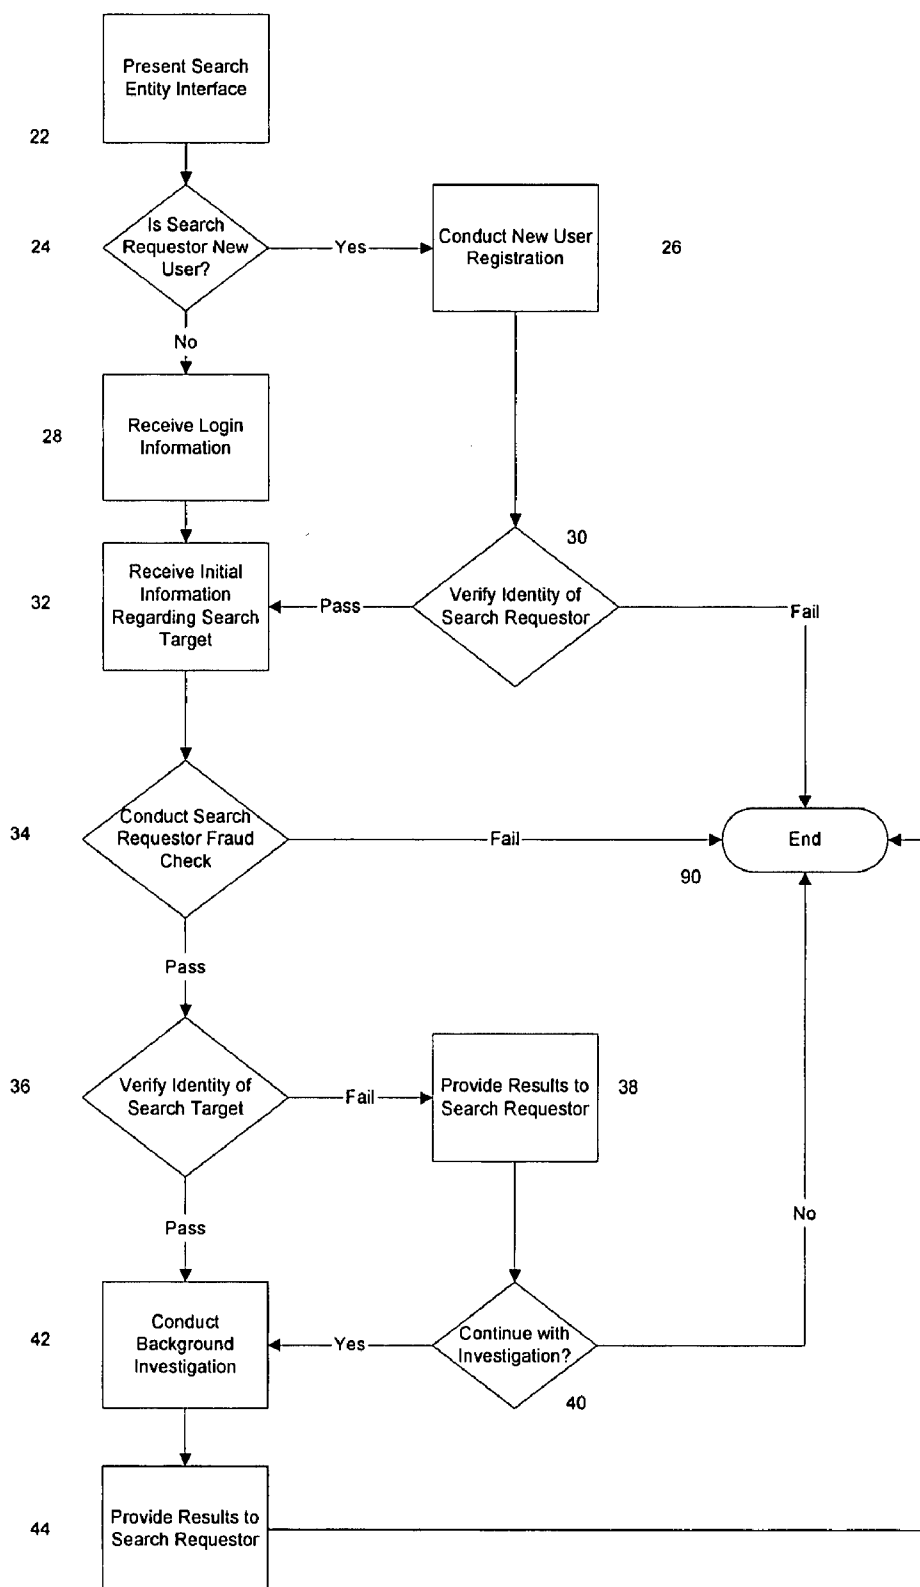 Present Search
Entity Interface
22
Is Search
Requestor New
User?
24
Yes
Conduct New User
Registration
26
No
Receive Login
Information
28
30
Receive Initial
Information
Regarding Search
Target
32
Pass
Verify Identity of
Search Requestor
Fail
Conduct Search
Requestor Fraud
Check
34
Fail
End
90
Pass
Verify Identity of
Search Target
36
Fail
Provide Results to
Search Requestor
38
Pass
No
Conduct
Background
Investigation
42
Yes
Continue with
Investigation?
40
Provide Results to
Search Requestor
44